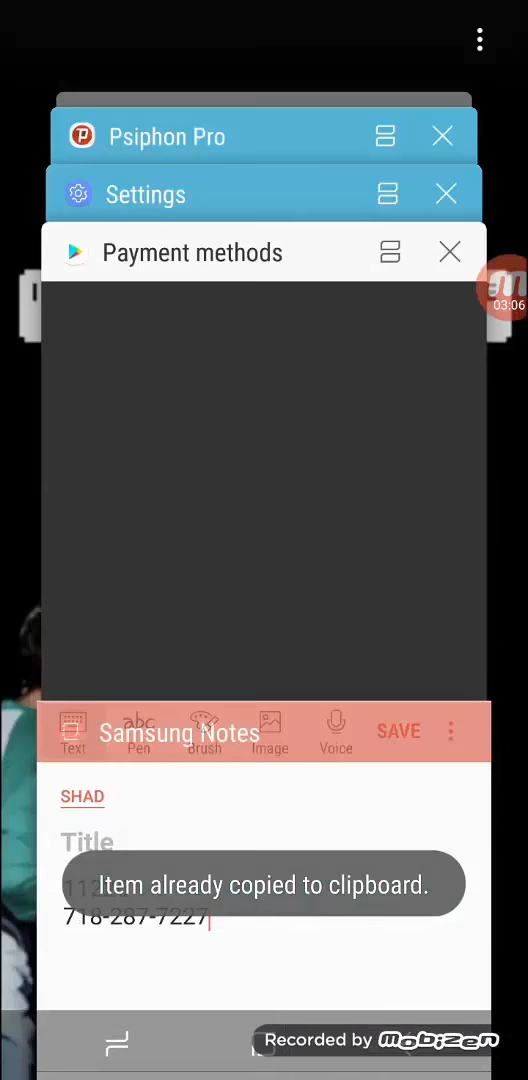 Psiphon Pro
Settings
Payment methods
03:06
Samsung Notes
Text
Pen
Brush
Image
Voice
SAVE
SHAD
Title
Item already copied to clipboard.
718-287-7227
Recorded by mobizen